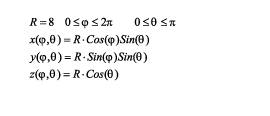 R = 8 0 ≤ φ ≤ 2π 0 ≤ θ ≤ π
x(φ,θ) = R·Cos(φ)Sin(θ)
y(φ,θ) = R·Sin(φ)Sin(θ)
z(φ,θ) = R·Cos(θ)